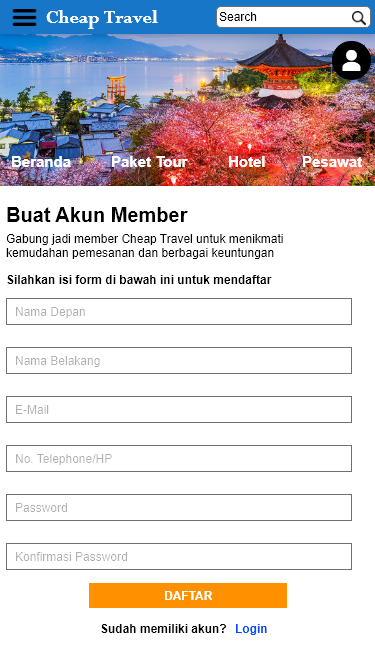 Cheap Travel
Search
Beranda
Paket Tour
Hotel
Pesawat
Buat Akun Member
Gabung jadi member Cheap Travel untuk menikmati
kemudahan pemesanan dan berbagai keuntungan
Silahkan isi form di bawah ini untuk mendaftar
Nama Depan
Nama Belakang
E-Mail
No. Telephone/HP
Password
Konfirmasi Password
DAFTAR
Sudah memiliki akun? Login